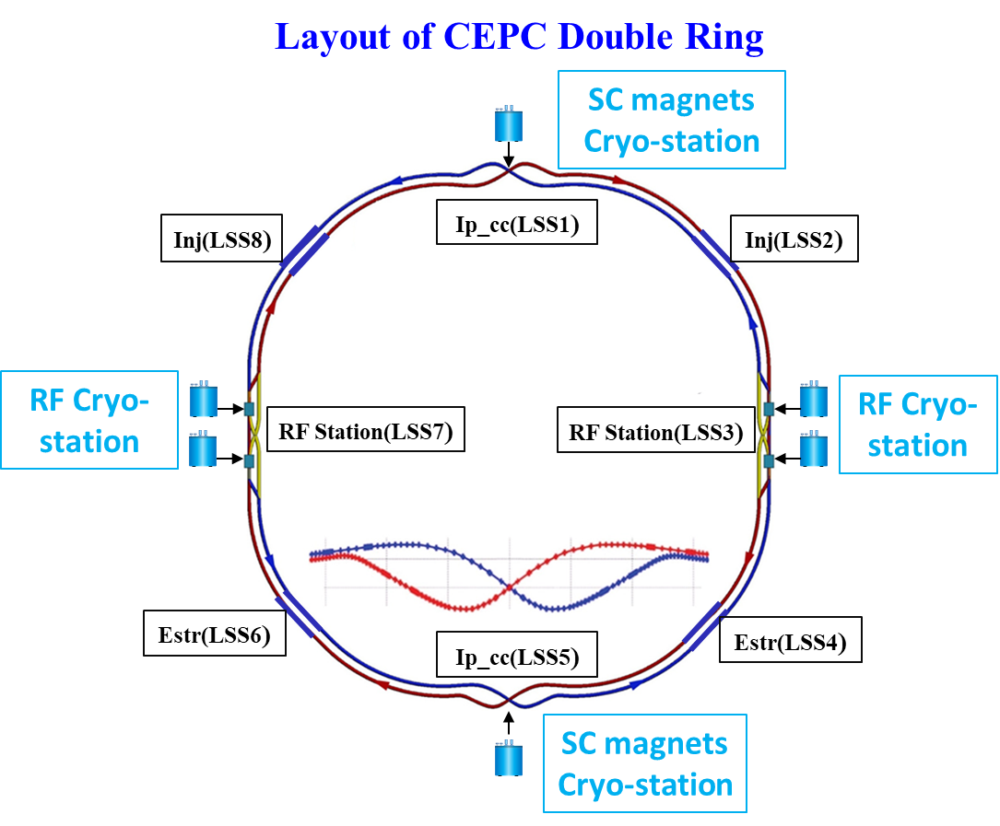 Layout of CEPC Double Ring
SC magnets
Cryo-station
Ip_cc(LSS1)
Inj(LSS8)
Inj(LSS2)
RF Cryo-
station
RF Station(LSS7)
RF Station(LSS3)
RF Cryo-
station
Estr(LSS6)
Ip_cc(LSS5)
Estr(LSS4)
SC magnets
Cryo-station